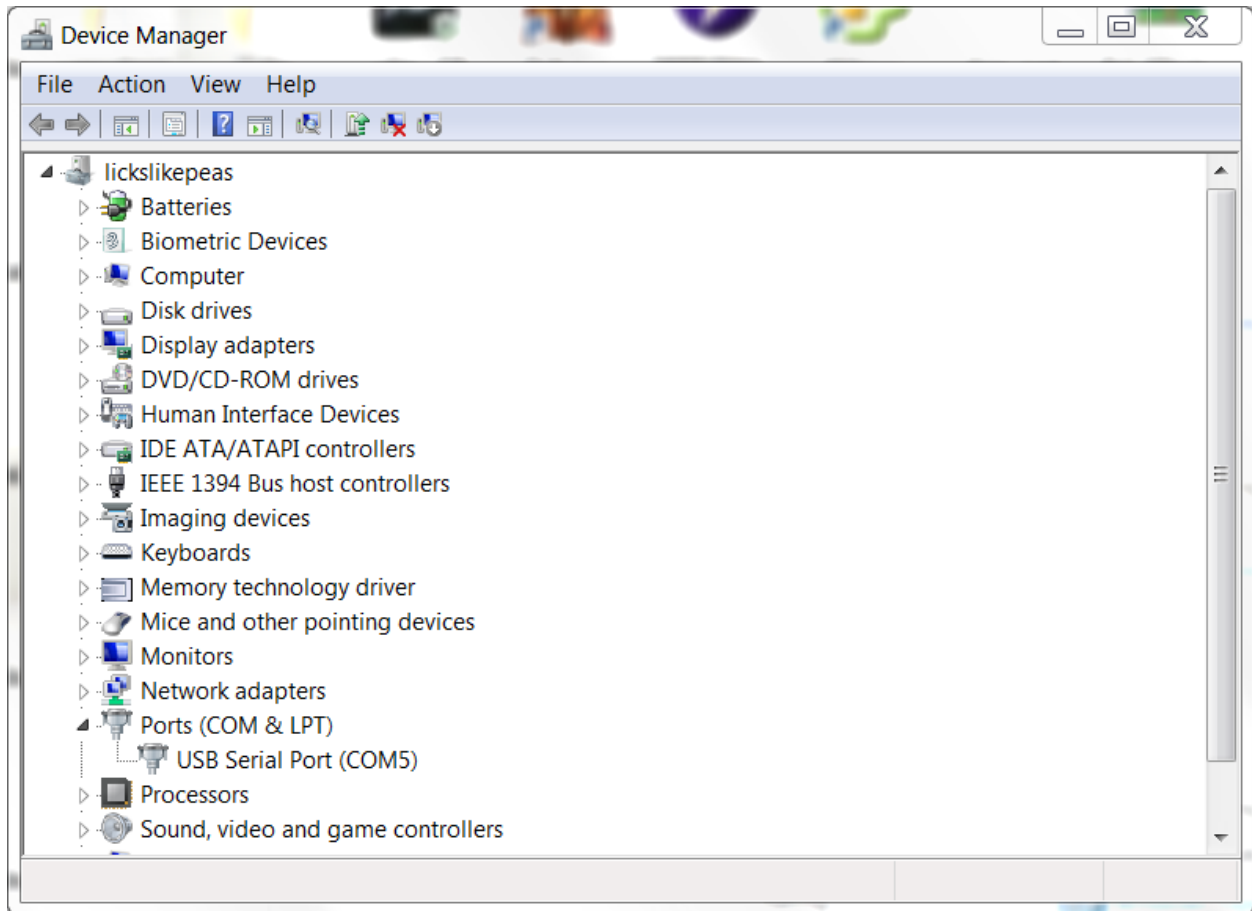 Device Manager
File Action View Help
lickslikepeas
Batteries
Biometric Devices
Computer
Disk drives
Display adapters
DVD/CD-ROM drives
Human Interface Devices
IDE ATA/ATAPI controllers
IEEE 1394 Bus host controllers
Imaging devices
Keyboards
Memory technology driver
Mice and other pointing devices
Monitors
Network adapters
Ports (COM & LPT)
USB Serial Port (COM5)
Processors
Sound, video and game controllers